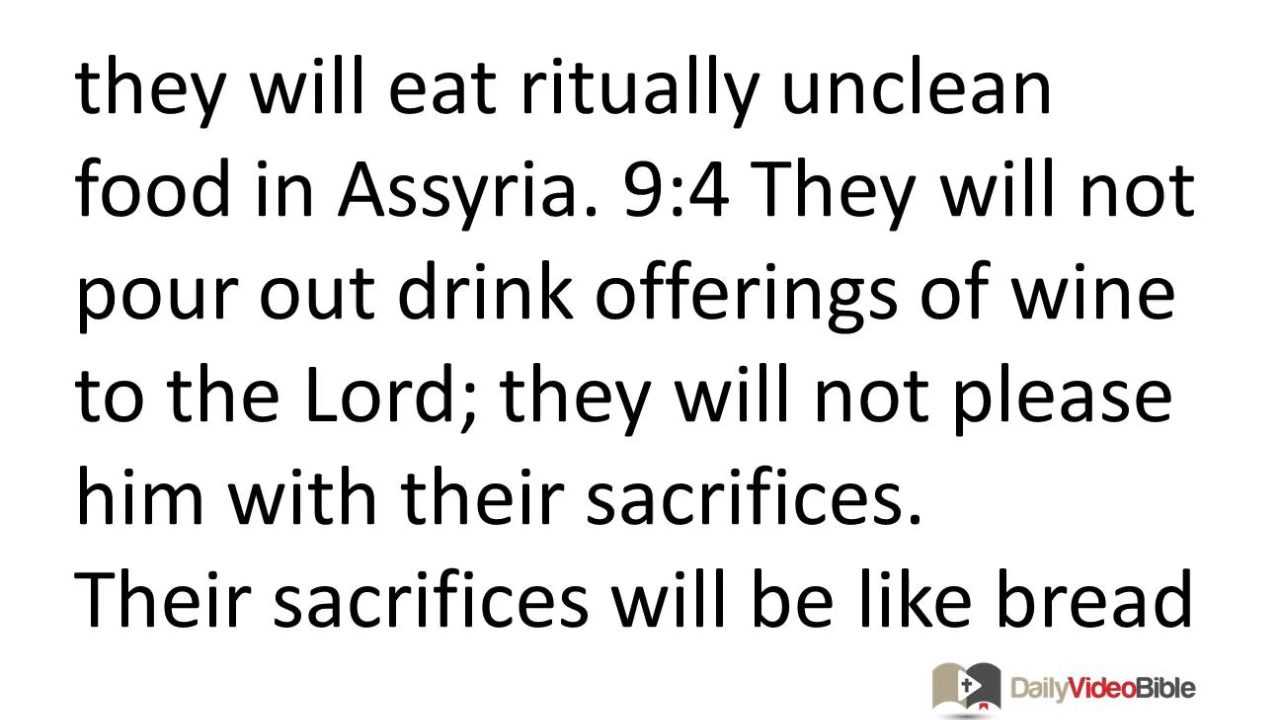 they will eat ritually unclean
food in Assyria. 9:4 They will not
pour out drink offerings of wine
to the Lord; they will not please
him with their sacrifices.
Their sacrifices will be like bread
DailyVideoBible